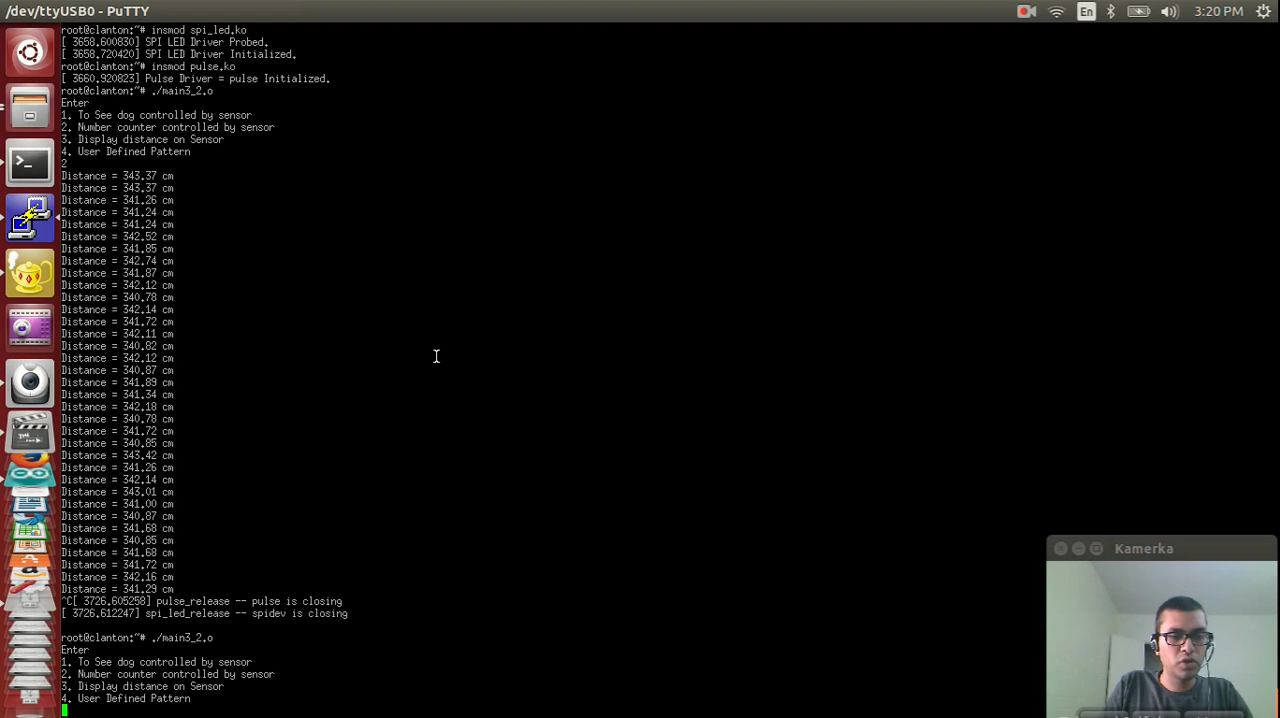 /dev/ttyUSB0 - PuTTY
En
3:20 PM
root@clanton:~# insmod spi_led.ko
[ 3658.600830] SPI LED Driver Probed.
[ 3658.720420] SPI LED Driver Initialized.
root@clanton:~# insmod pulse.ko
[ 3660.920823] Pulse Driver = pulse Initialized.
root@clanton:~# ./main3_2.o
Enter
1. To See dog controlled by sensor
2. Number counter controlled by sensor
3. Display distance on Sensor
4. User Defined Pattern
2
Distance = 343.37 cm
Distance = 343.37 cm
Distance = 341.26 cm
Distance = 341.24 cm
Distance = 341.24 cm
Distance = 342.52 cm
Distance = 341.85 cm
Distance = 342.74 cm
Distance = 341.87 cm
Distance = 342.12 cm
Distance = 340.78 cm
Distance = 342.14 cm
Distance = 341.72 cm
Distance = 342.11 cm
Distance = 340.82 cm
Distance = 342.12 cm
Distance = 340.87 cm
Distance = 341.89 cm
Distance = 341.34 cm
Distance = 342.18 cm
Distance = 340.78 cm
Distance = 341.72 cm
Distance = 340.85 cm
Distance = 343.42 cm
Distance = 341.26 cm
Distance = 342.14 cm
Distance = 343.01 cm
Distance = 341.00 cm
Distance = 340.87 cm
Distance = 341.68 cm
Distance = 340.85 cm
Distance = 341.68 cm
Distance = 341.72 cm
Distance = 342.16 cm
Distance = 341.29 cm
^C[ 3726.605258] pulse_release -- pulse is closing
[ 3726.612247] spi_led_release -- spidev is closing
root@clanton:~# ./main3_2.o
Enter
1. To See dog controlled by sensor
2. Number counter controlled by sensor
3. Display distance on Sensor
4. User Defined Pattern
Kamerka